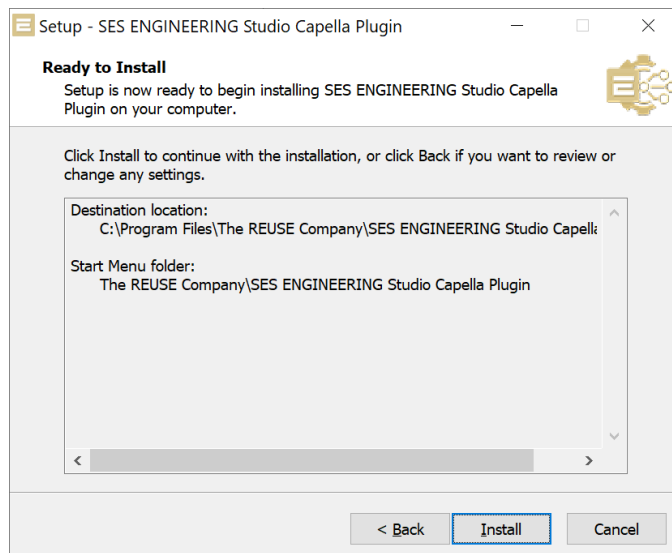 Setup - SES ENGINEERING Studio Capella Plugin
Ready to Install
Setup is now ready to begin installing SES ENGINEERING Studio Capella
Plugin on your computer.
Click Install to continue with the installation, or click Back if you want to review or
change any settings.
Destination location:
C:\Program Files\The REUSE Company\SES ENGINEERING Studio Capella
Start Menu folder:
The REUSE Company\SES ENGINEERING Studio Capella Plugin
< Back
Install
Cancel